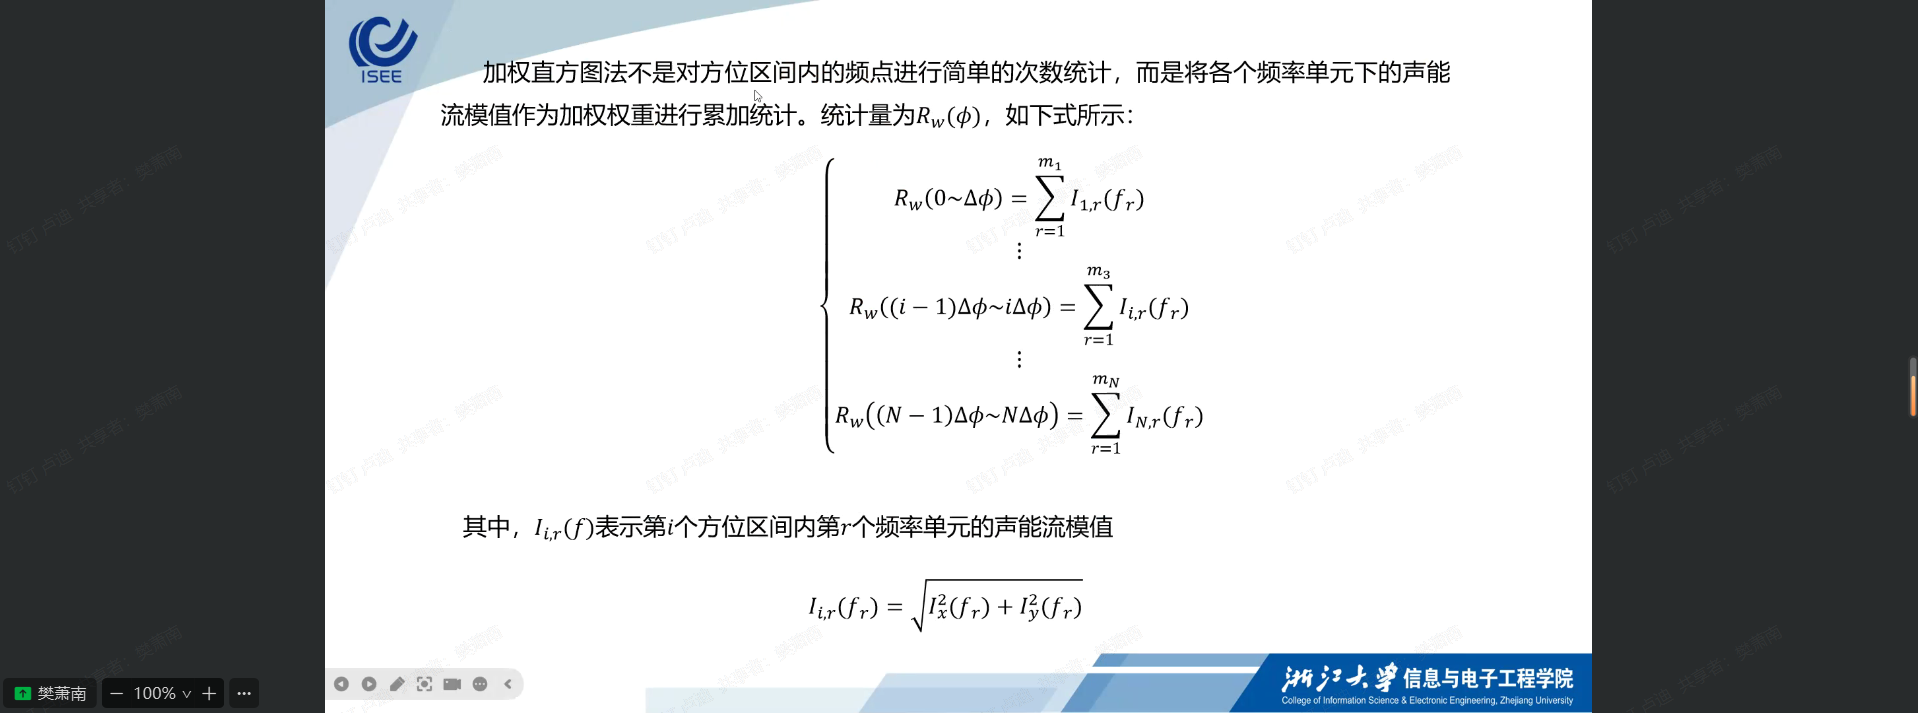 ISEE
加权直方图法不是对方位区间内的频点进行简单的次数统计，而是将各个频率单元下的声能
流模值作为加权权重进行累加统计。统计量为R_w(ϕ)，如下式所示：
R_w(0~Δϕ) = ∑_{r=1}^{m_1} I_{1,r}(f_r)
⋮
R_w((i − 1)Δϕ~iΔϕ) = ∑_{r=1}^{m_3} I_{i,r}(f_r)
⋮
R_w((N − 1)Δϕ~NΔϕ) = ∑_{r=1}^{m_N} I_{N,r}(f_r)
其中，I_{i,r}(f)表示第i个方位区间内第r个频率单元的声能流模值
I_{i,r}(f_r) = √(I_x^2(f_r) + I_y^2(f_r))
浙江大学 信息与电子工程学院
College of Information Science & Electronic Engineering, Zhejiang University
樊萧南 — 100% ∨ + ···